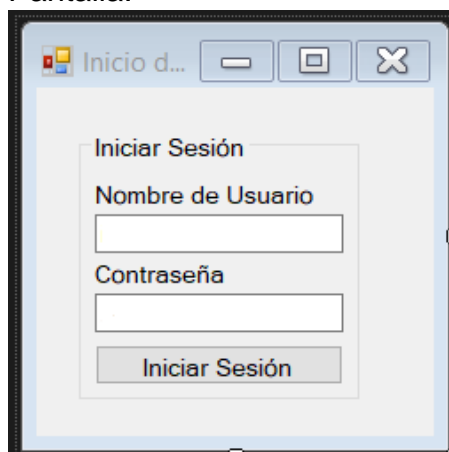 Inicio d...
Iniciar Sesión
Nombre de Usuario
Contraseña
Iniciar Sesión